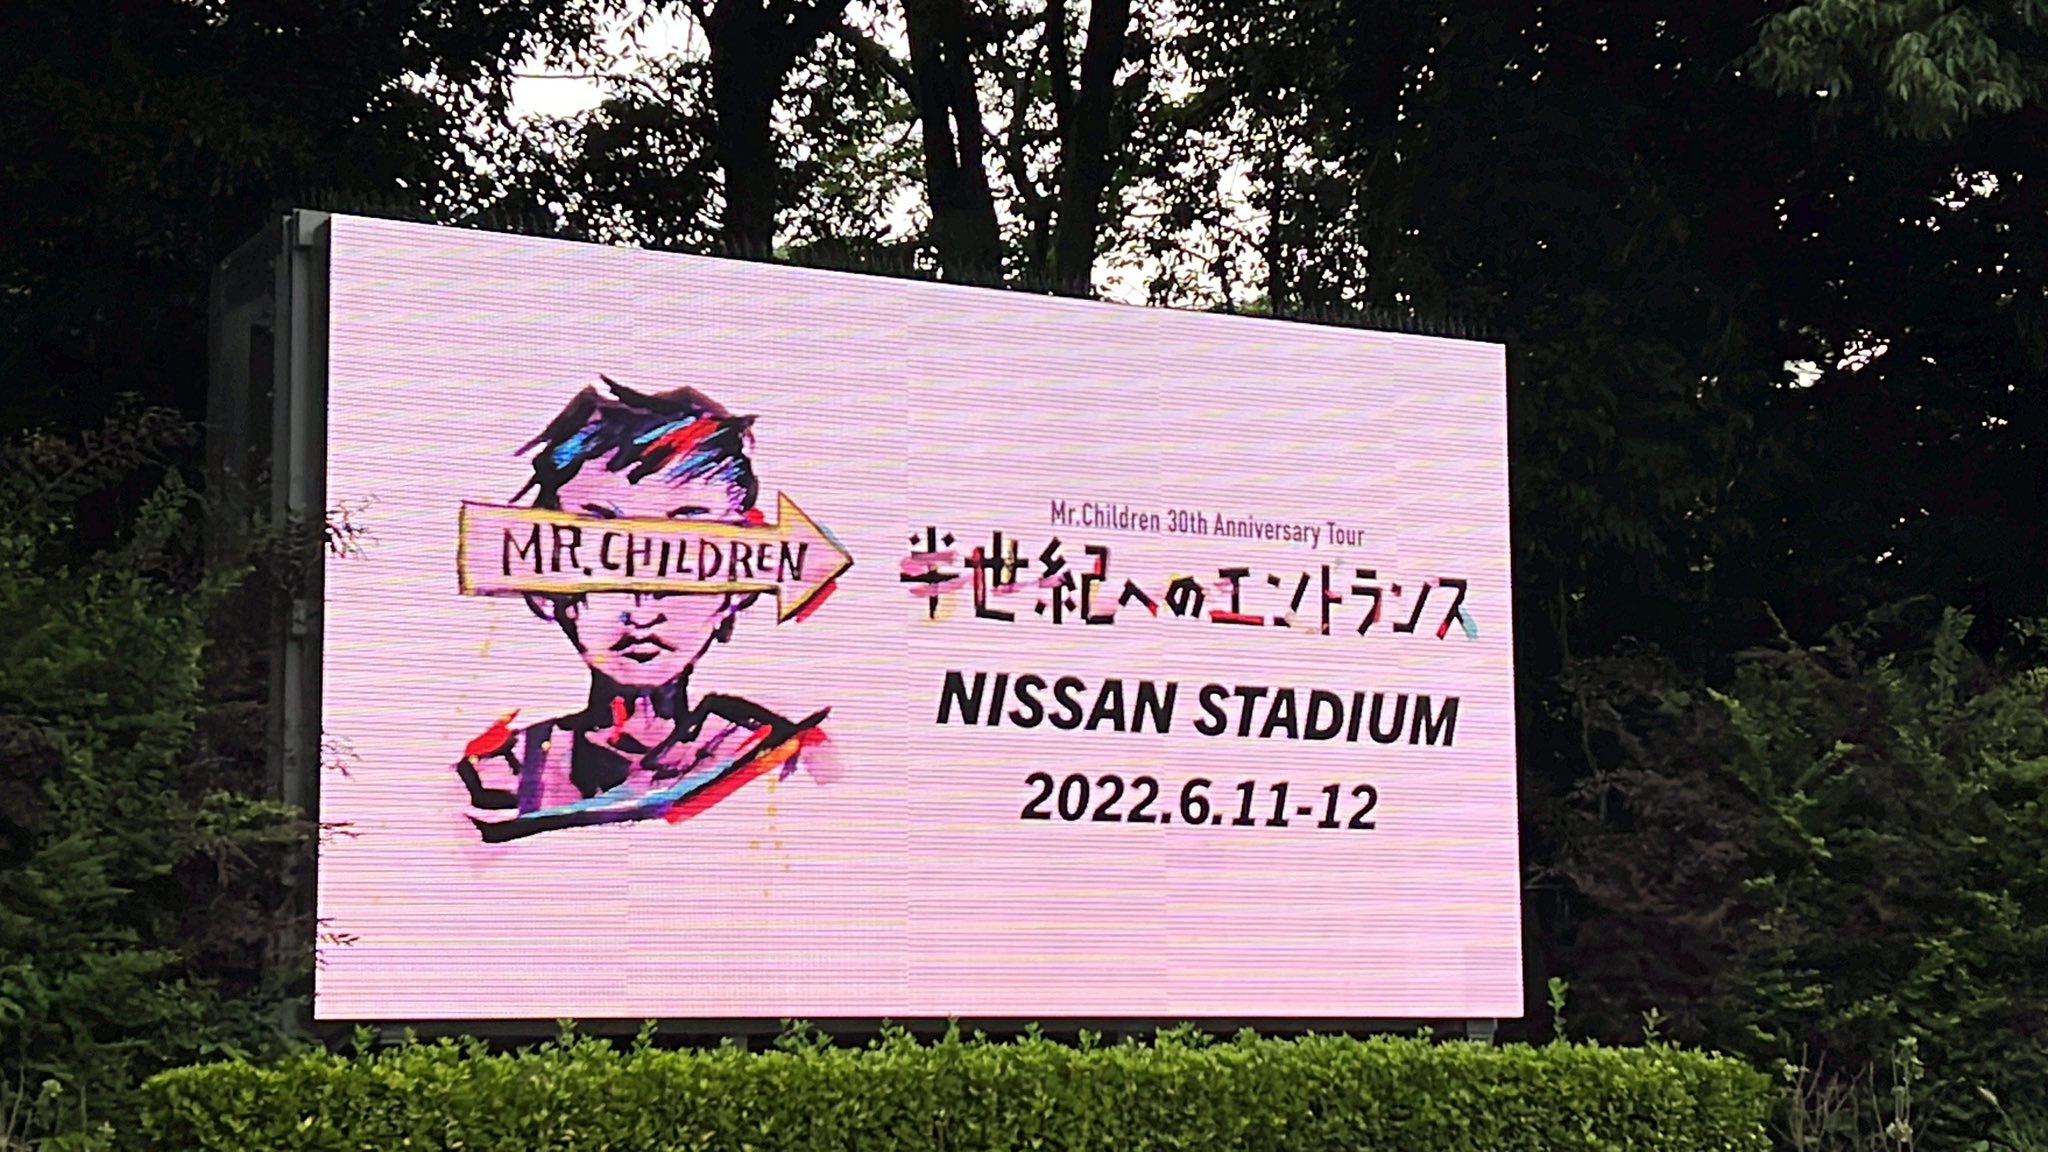 MR.CHILDREN
Mr.Children 30th Anniversary Tour
半世紀へのエントランス
NISSAN STADIUM
2022.6.11-12